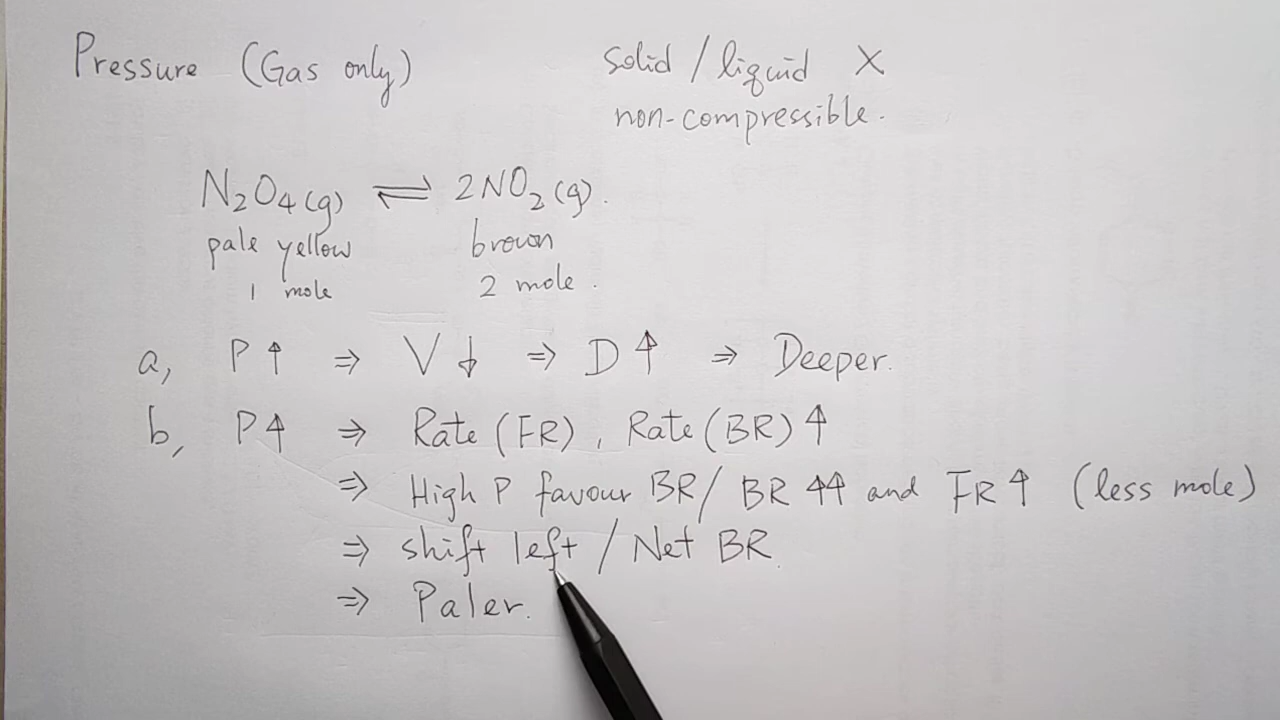 Pressure (Gas only) solid / liquid X
non-compressible.
N₂O₄(g) ⇌ 2NO₂(g).
pale yellow brown
1 mole 2 mole.
a, P↑ ⇒ V↓ ⇒ D↑ ⇒ Deeper.
b, P↑ ⇒ Rate (FR), Rate (BR)↑
⇒ High P favour BR/ BR↑↑ and FR↑ (less mole)
⇒ shift left / Net BR.
⇒ Paler.